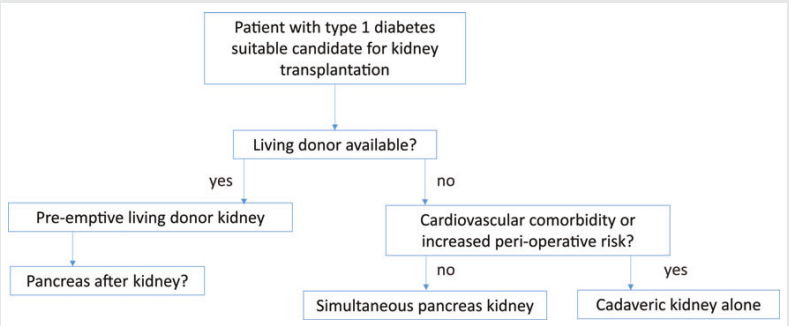 Patient with type 1 diabetes
suitable candidate for kidney
transplantation
Living donor available?
yes
no
Pre-emptive living donor kidney
Cardiovascular comorbidity or
increased peri-operative risk?
Pancreas after kidney?
no
yes
Simultaneous pancreas kidney
Cadaveric kidney alone